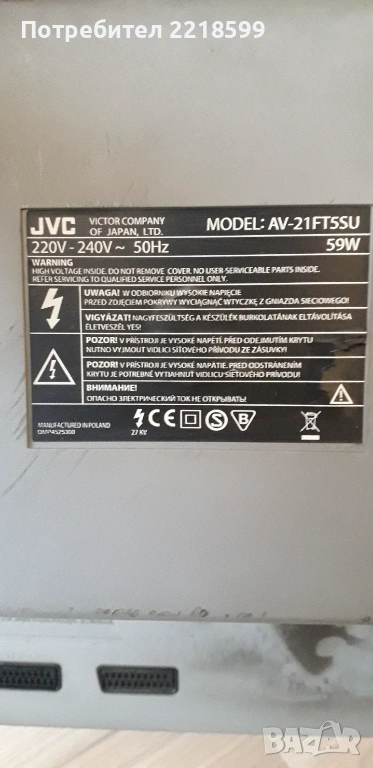 Потребител 2218599
JVC VICTOR COMPANY OF JAPAN, LTD. MODEL: AV-21FT5SU
220V - 240V ~ 50Hz 59W
WARNING
HIGH VOLTAGE INSIDE. DO NOT REMOVE COVER. NO USER SERVICEABLE PARTS INSIDE.
REFER SERVICING TO QUALIFIED SERVICE PERSONNEL ONLY.
UWAGA! W ODBIORNIKU WYSOKIE NAPIĘCIE
PRZED ZDJĘCIEM POKRYWY WYCIĄGNĄĆ WTYCZKĘ Z GNIAZDA SIECIOWEGO!
VIGYÁZAT! NAGYFESZÜLTSÉG A KÉSZÜLÉK BURKOLATÁNAK ELTÁVOLÍTÁSA
ÉLETVESZÉLYES!
POZOR! V PŘÍSTROJI JE VYSOKÉ NAPĚTÍ. PŘED ODEJMUTÍM KRYTU
NUTNO VYJMOUT VIDLICI SÍŤOVÉHO PŘÍVODU ZE ZÁSUVKY!
POZOR! V PRÍSTROJI JE VYSOKÉ NAPÄTIE. PRED ODSTRÁNENÍM
KRYTU JE POTREBNÉ VYTIAHNUŤ VIDLICU SIEŤOVÉHO PRÍVODU!
ВНИМАНИЕ!
ОПАСНО ЭЛЕКТРИЧЕСКИЙ ТОК НЕ ОТКРЫВАТЬ!
MANUFACTURED IN POLAND
27 KV CE S B
BAZAR